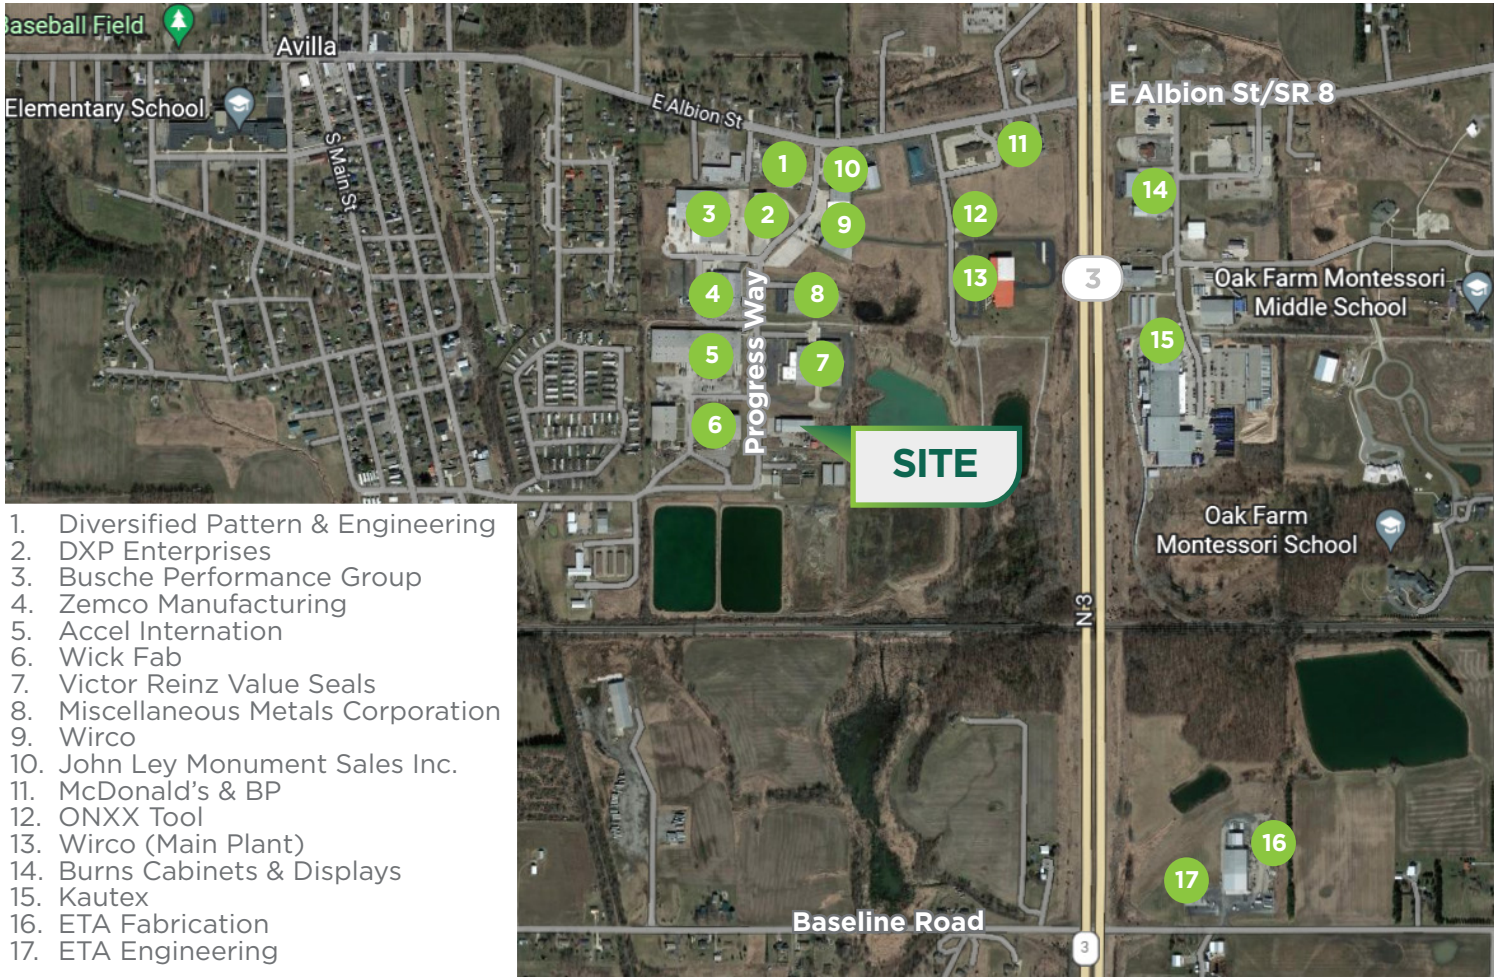 Baseball Field
Avilla
Elementary School
S Main St
E Albion St
E Albion St/SR 8
1
10
11
14
3
2
9
12
13
3
4
8
Progress Way
Oak Farm Montessori
Middle School
15
5
7
6
SITE
Oak Farm
Montessori School
N 3
16
17
Baseline Road
3
1. Diversified Pattern & Engineering
2. DXP Enterprises
3. Busche Performance Group
4. Zemco Manufacturing
5. Accel Internation
6. Wick Fab
7. Victor Reinz Value Seals
8. Miscellaneous Metals Corporation
9. Wirco
10. John Ley Monument Sales Inc.
11. McDonald's & BP
12. ONXX Tool
13. Wirco (Main Plant)
14. Burns Cabinets & Displays
15. Kautex
16. ETA Fabrication
17. ETA Engineering